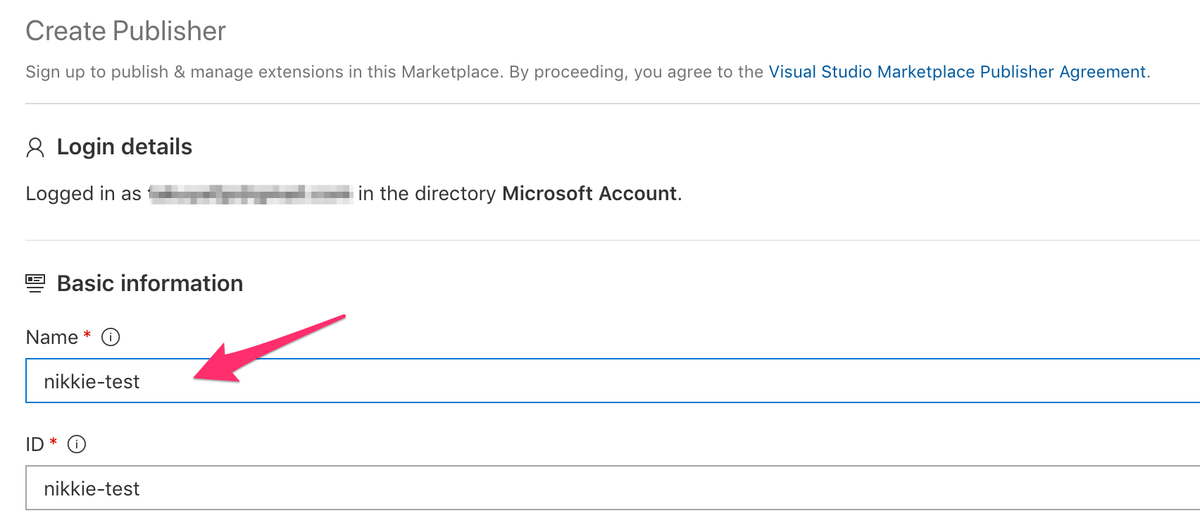 Create Publisher
Sign up to publish & manage extensions in this Marketplace. By proceeding, you agree to the Visual Studio Marketplace Publisher Agreement.
Login details
Logged in as in the directory Microsoft Account.
Basic information
Name *
nikkie-test
ID *
nikkie-test